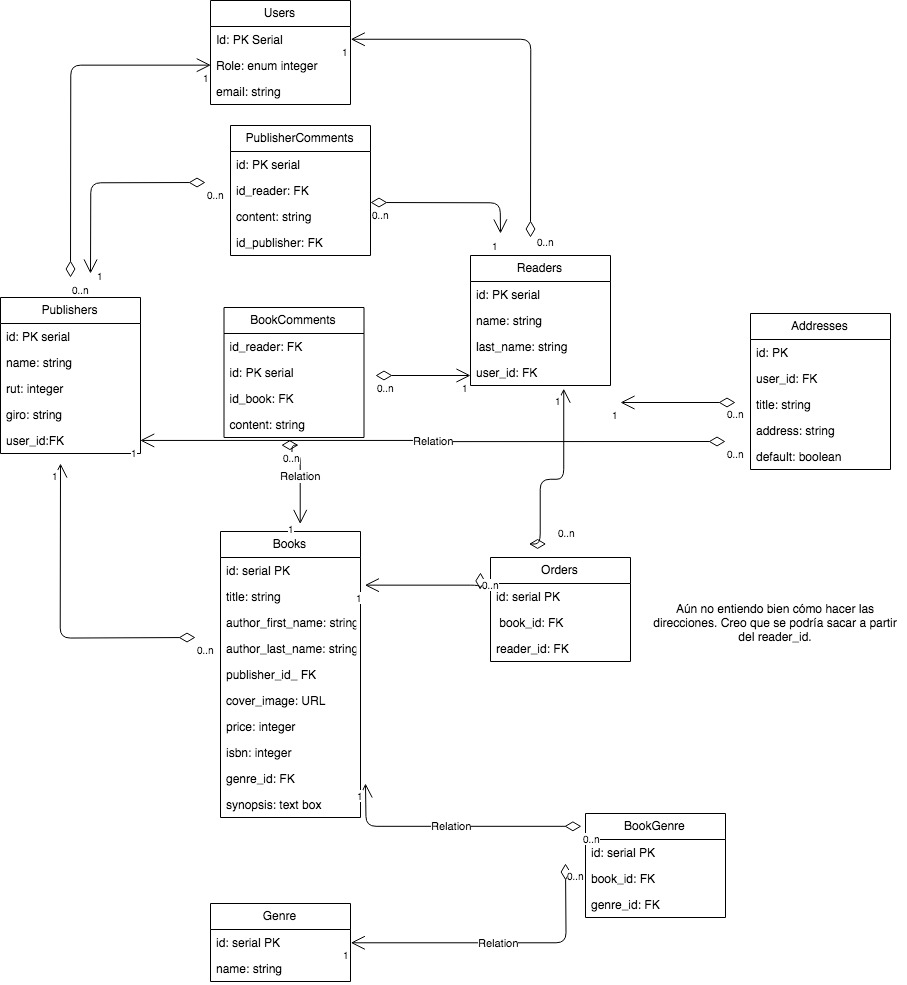 Users
Id: PK Serial
Role: enum integer
email: string
1
1
PublisherComments
id: PK serial
id_reader: FK
content: string
id_publisher: FK
0..n
0..n
1
0..n
1
0..n
Publishers
id: PK serial
name: string
rut: integer
giro: string
user_id:FK
1
1
Readers
id: PK serial
name: string
last_name: string
user_id: FK
BookComments
id_reader: FK
id: PK serial
id_book: FK
content: string
0..n
1
0..n
Relation
1
Addresses
id: PK
user_id: FK
title: string
address: string
default: boolean
0..n
1
0..n
Relation
1
0..n
Books
id: serial PK
title: string
author_first_name: string
author_last_name: string
publisher_id_ FK
cover_image: URL
price: integer
isbn: integer
genre_id: FK
synopsis: text box
0..n
1
1
Orders
id: serial PK
book_id: FK
reader_id: FK
0..n
Aún no entiendo bien cómo hacer las
direcciones. Creo que se podría sacar a partir
del reader_id.
Relation
BookGenre
id: serial PK
book_id: FK
genre_id: FK
0..n
0..n
Genre
id: serial PK
name: string
1
Relation